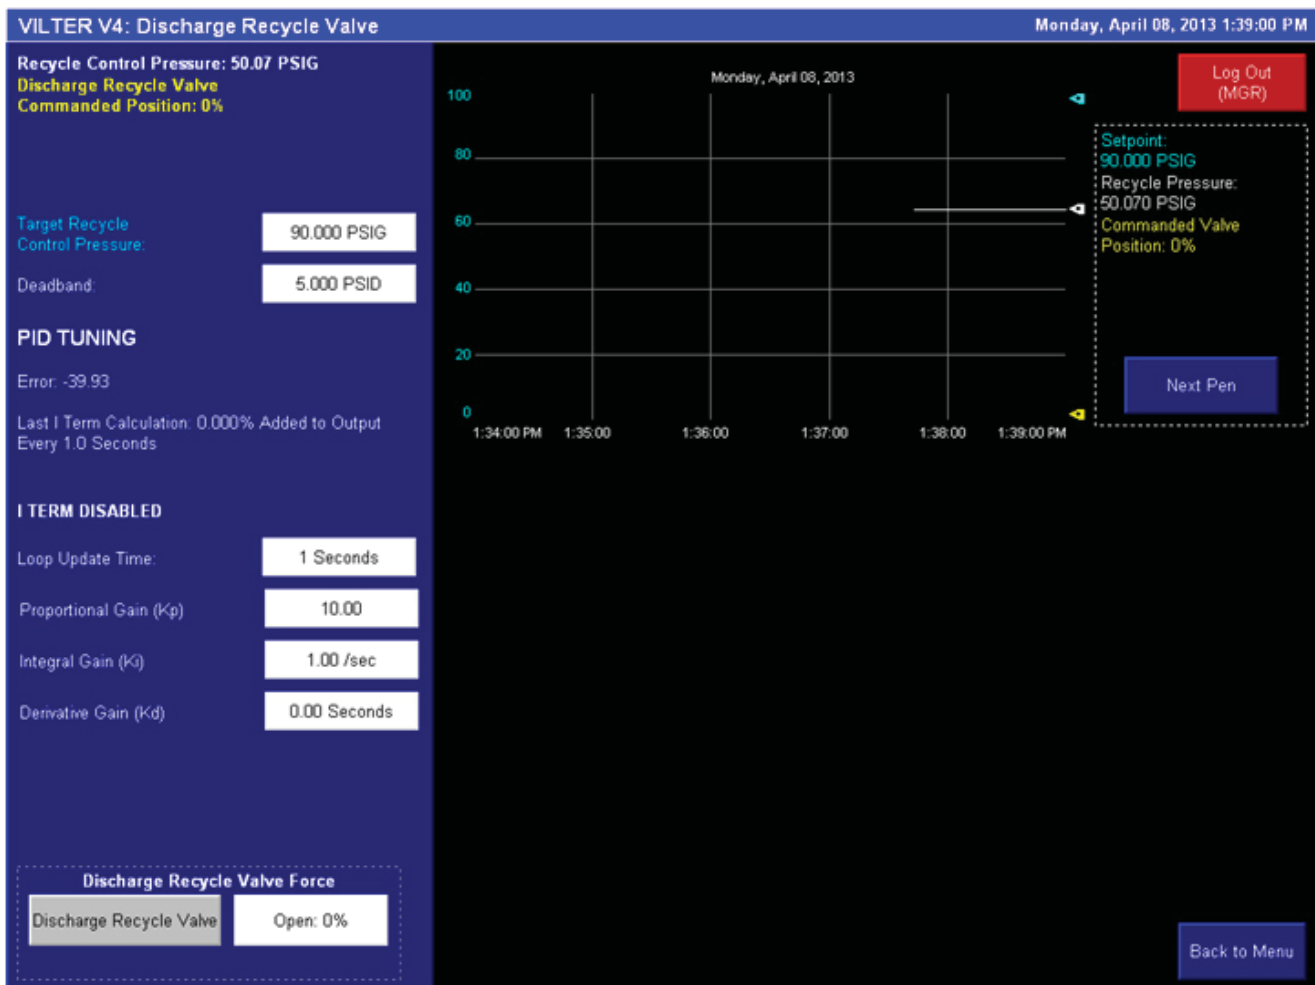 VILTER V4: Discharge Recycle Valve
Monday, April 08, 2013 1:39:00 PM
Recycle Control Pressure: 50.07 PSIG
Discharge Recycle Valve
Commanded Position: 0%
Target Recycle
Control Pressure:
90.000 PSIG
Deadband:
5.000 PSID
PID TUNING
Error: -39.93
Last I Term Calculation: 0.000% Added to Output
Every 1.0 Seconds
I TERM DISABLED
Loop Update Time:
1 Seconds
Proportional Gain (Kp)
10.00
Integral Gain (Ki)
1.00 /sec
Derivative Gain (Kd)
0.00 Seconds
Discharge Recycle Valve Force
Discharge Recycle Valve
Open: 0%
Monday, April 08, 2013
100
80
60
40
20
0
1:34:00 PM 1:35:00 1:36:00 1:37:00 1:38:00 1:39:00 PM
Log Out
(MGR)
Setpoint:
90.000 PSIG
Recycle Pressure:
50.070 PSIG
Commanded Valve
Position: 0%
Next Pen
Back to Menu